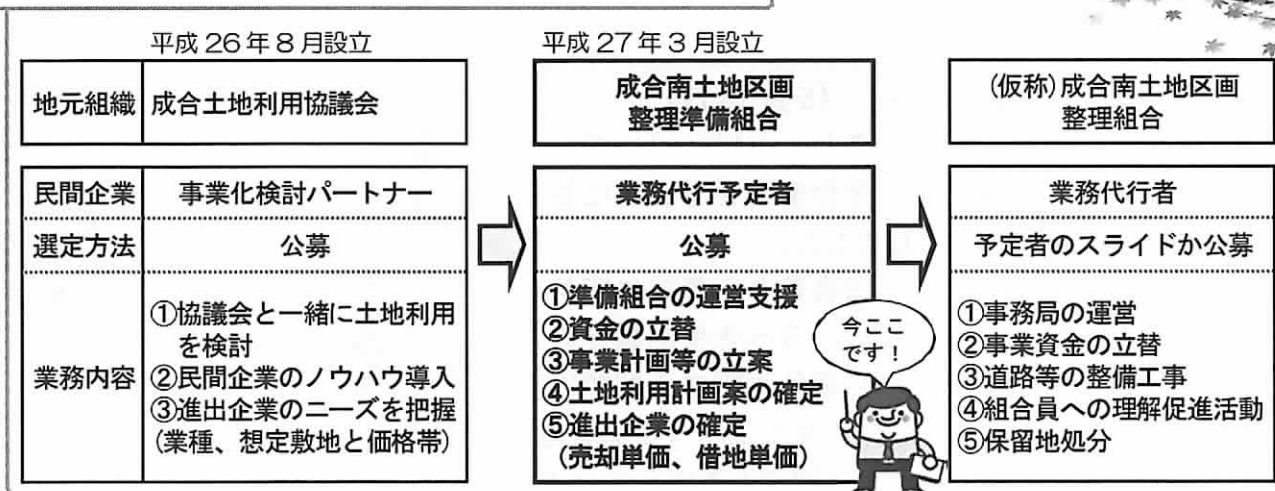 平成26年8月設立
平成27年3月設立
地元組織 成合土地利用協議会
成合南土地区画
整理準備組合
(仮称)成合南土地区画
整理組合
民間企業 事業化検討パートナー
業務代行予定者
業務代行者
選定方法 公募
公募
予定者のスライドか公募
業務内容
①協議会と一緒に土地利用
を検討
②民間企業のノウハウ導入
③進出企業のニーズを把握
(業種、想定敷地と価格帯)
①準備組合の運営支援
②資金の立替
③事業計画等の立案
④土地利用計画案の確定
⑤進出企業の確定
(売却単価、借地単価)
今ここ
です!
①事務局の運営
②事業資金の立替
③道路等の整備工事
④組合員への理解促進活動
⑤保留地処分